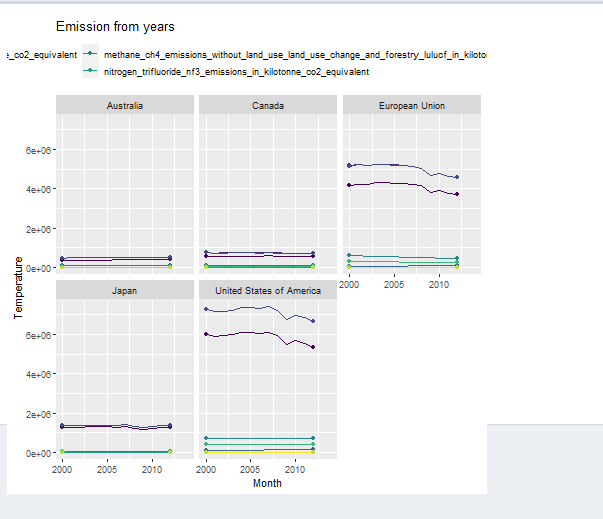 Emission from years
_co2_equivalent methane_ch4_emissions_without_land_use_land_use_change_and_forestry_lulucf_in_kiloto
nitrogen_trifluoride_nf3_emissions_in_kilotonne_co2_equivalent
Australia Canada European Union
6e+06
4e+06
2e+06
0e+00
2000 2005 2010
Temperature
Japan United States of America
6e+06
4e+06
2e+06
0e+00
2000 2005 2010 2000 2005 2010
Month